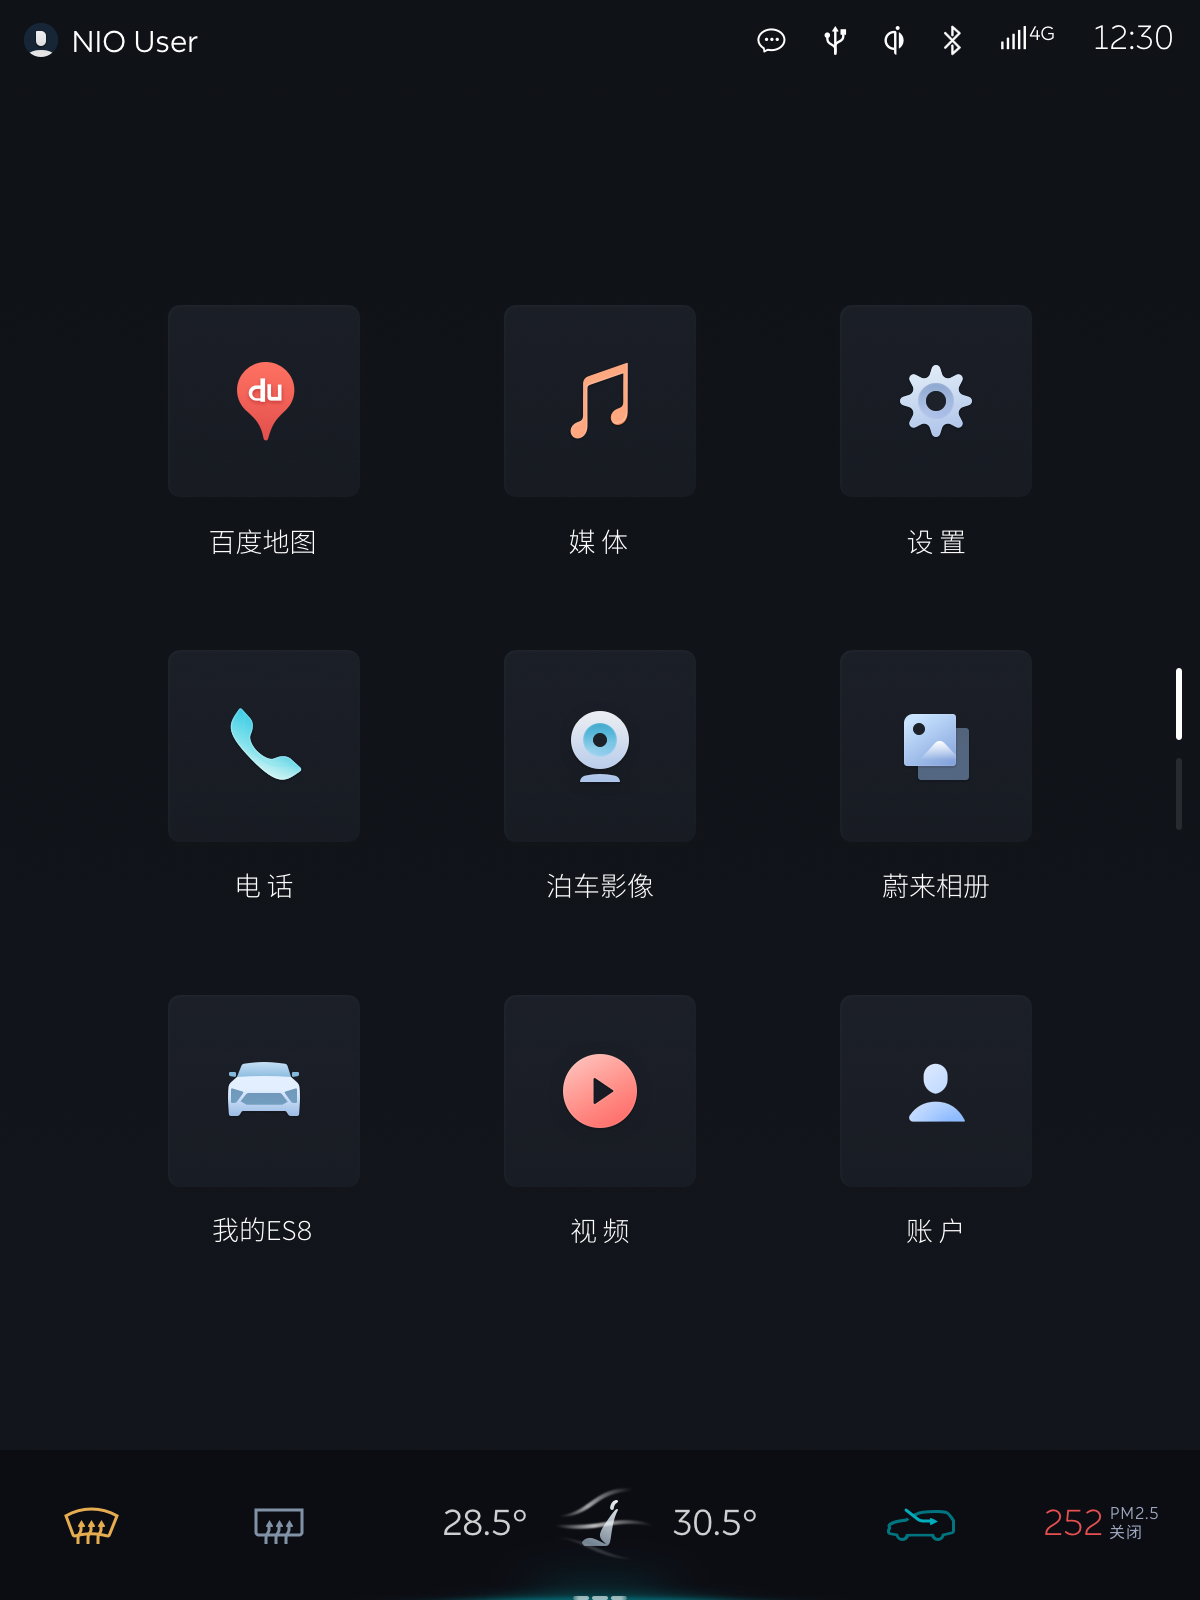 NIO User
4G
12:30
du
百度地图
媒体
设置
电话
泊车影像
蔚来相册
我的ES8
视频
账户
28.5°
30.5°
252
PM2.5
关闭